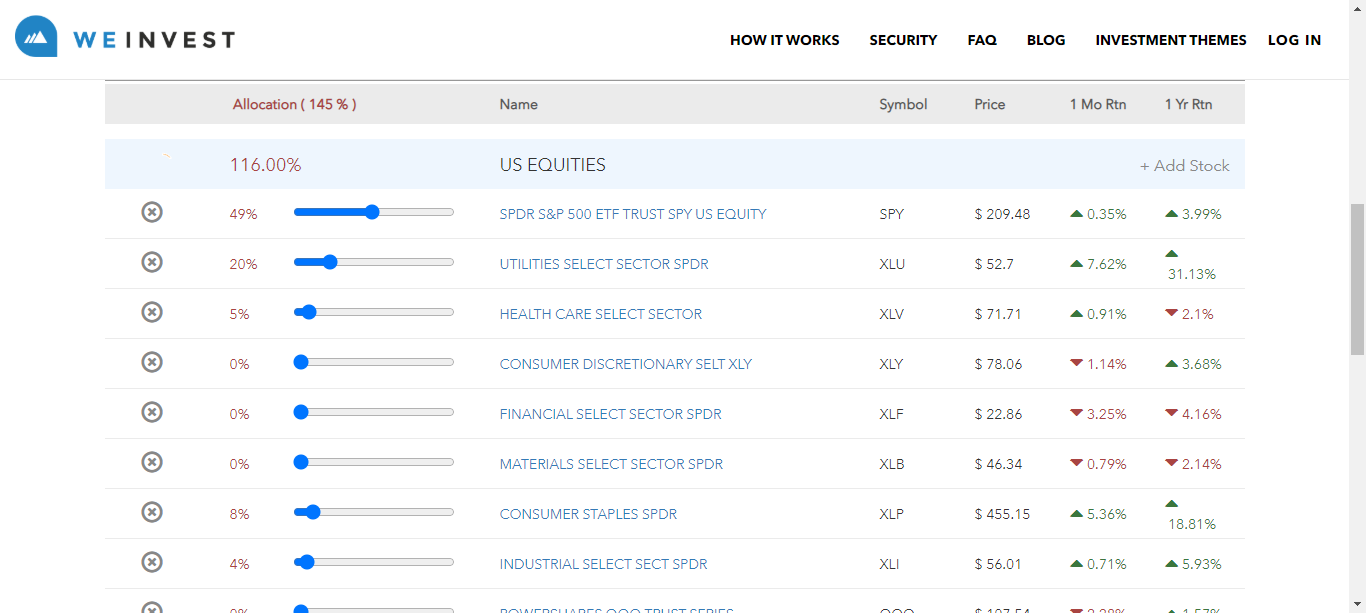 WEINVEST HOW IT WORKS SECURITY FAQ BLOG INVESTMENT THEMES LOG IN
Allocation ( 145 % ) Name Symbol Price 1 Mo Rtn 1 Yr Rtn
116.00% US EQUITIES + Add Stock
49% SPDR S&P 500 ETF TRUST SPY US EQUITY SPY $ 209.48 0.35% 3.99%
20% UTILITIES SELECT SECTOR SPDR XLU $ 52.7 7.62% 31.13%
5% HEALTH CARE SELECT SECTOR XLV $ 71.71 0.91% 2.1%
0% CONSUMER DISCRETIONARY SELT XLY XLY $ 78.06 1.14% 3.68%
0% FINANCIAL SELECT SECTOR SPDR XLF $ 22.86 3.25% 4.16%
0% MATERIALS SELECT SECTOR SPDR XLB $ 46.34 0.79% 2.14%
8% CONSUMER STAPLES SPDR XLP $ 455.15 5.36% 18.81%
4% INDUSTRIAL SELECT SECT SPDR XLI $ 56.01 0.71% 5.93%
0% POWERSHARES QQQ TRUST SERIES QQQ $ 107.54